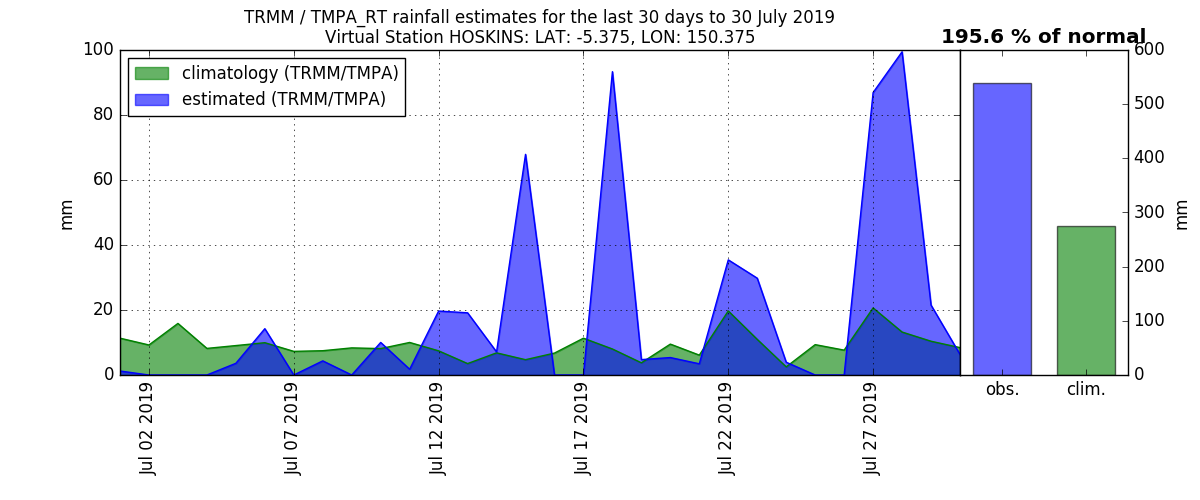 TRMM / TMPA_RT rainfall estimates for the last 30 days to 30 July 2019
Virtual Station HOSKINS: LAT: -5.375, LON: 150.375
195.6 % of normal
climatology (TRMM/TMPA)
estimated (TRMM/TMPA)
100
80
60
40
20
0
mm
Jul 02 2019
Jul 07 2019
Jul 12 2019
Jul 17 2019
Jul 22 2019
Jul 27 2019
600
500
400
300
200
100
0
mm
obs.
clim.